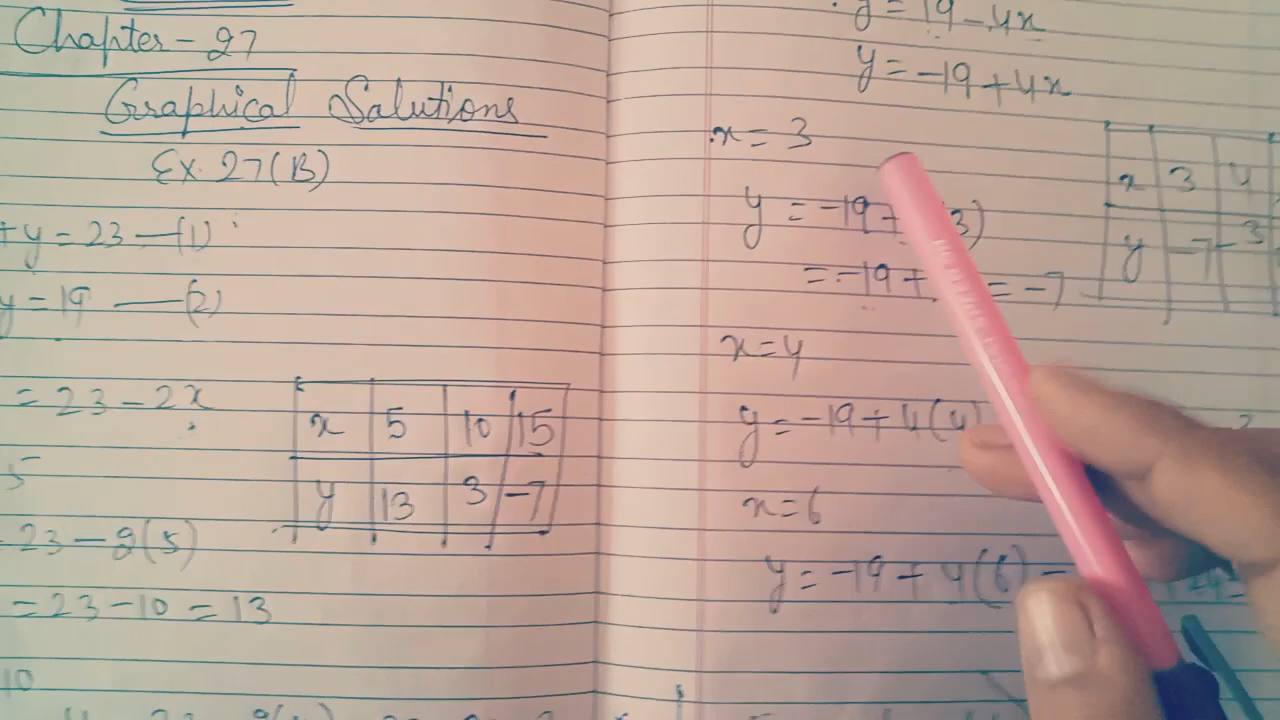 Chapter - 27
Graphical Solutions
Ex. 27(B)
+ y = 23 — (1)
y = 19 — (2)
= 23 - 2x
x 5 10 15
y 13 3 -7
5
23 - 2(5)
= 23 - 10 = 13
10
y = 19 - 4x
y = -19 + 4x
x = 3
x 3 4
y -7 -3
y = -19 + (3)
= -19 + = -7
x = 4
y = -19 + 4(4)
x = 6
y = -19 + 4(6) -